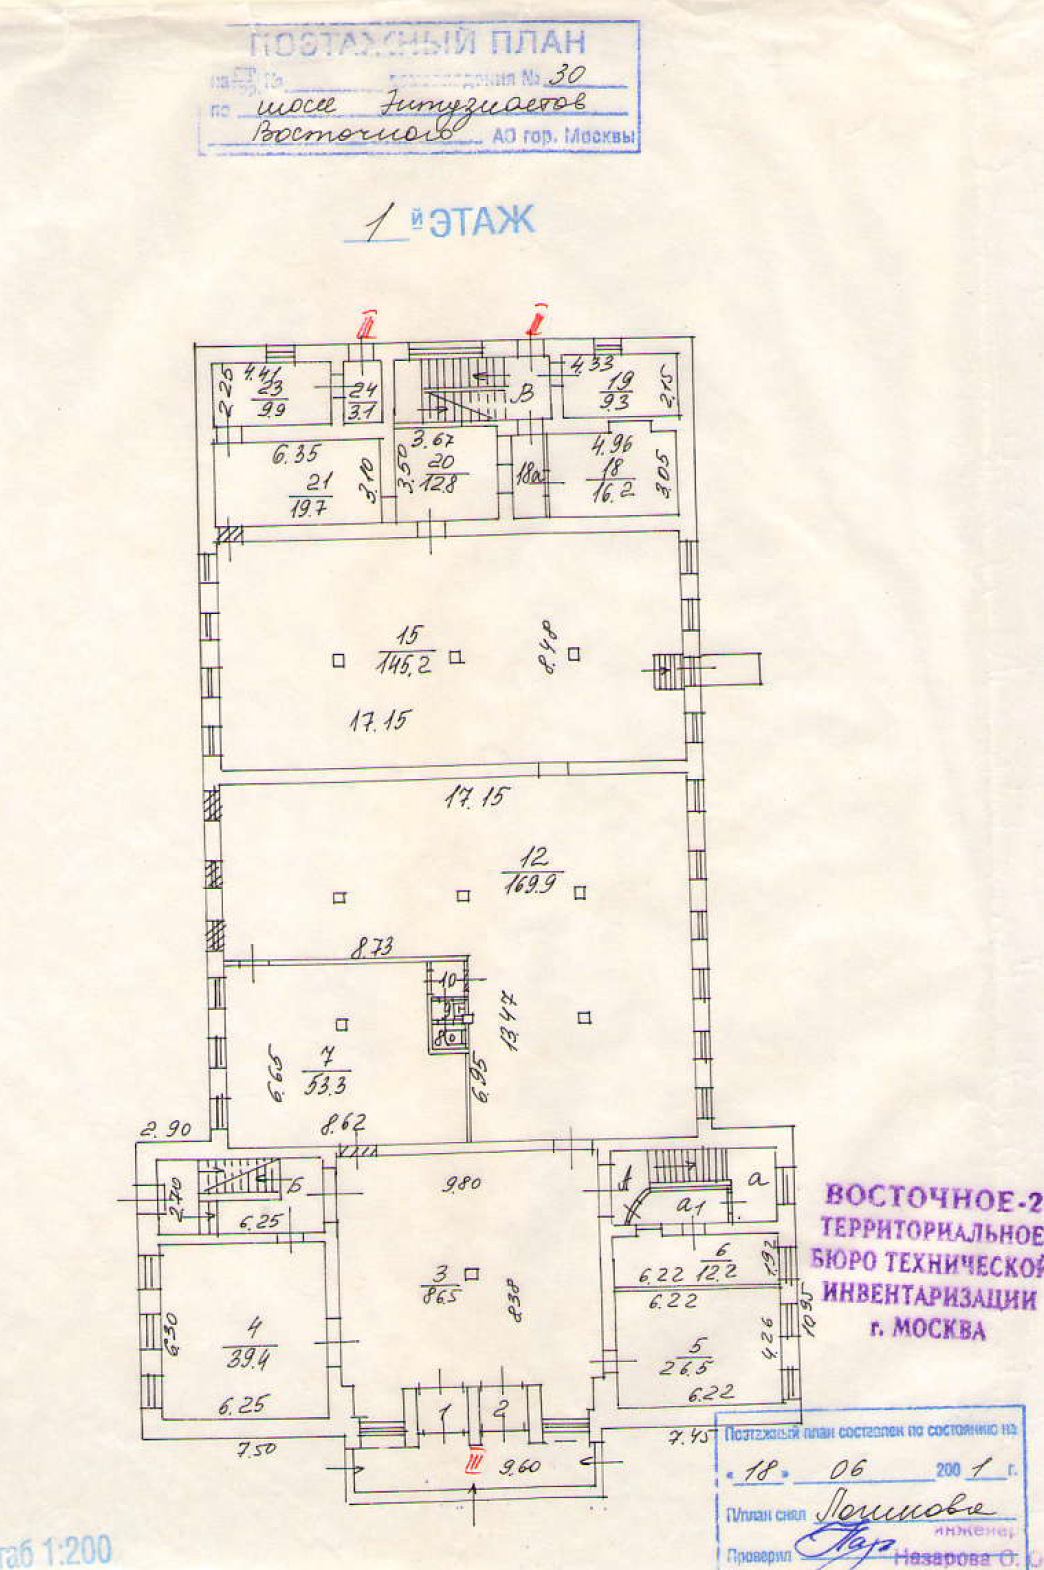 ПОЭТАЖНЫЙ ПЛАН
домовладения № 30
по шоссе Энтузиастов
Восточного АО гор. Москвы
1 й ЭТАЖ
III
II
4.41
23
9.9
2.25
24
3.1
В
4.33
19
9.3
2.15
6.35
21
19.7
3.10
3.67
20
12.8
3.50
18а
4.96
18
16.2
3.05
15
145,2
8.48
17.15
17.15
12
169.9
8.73
10
9
8
13.47
7
53.3
6.65
6.95
8.62
2.90
2.70
Б
6.25
9.80
А
а
а1
3
86.5
8.38
6
12.2
6.22
1.92
6.22
10.95
4
39.4
6.30
6.25
5
26.5
4.26
6.22
1
2
7.50
III
9.60
7.45
ВОСТОЧНОЕ-2
ТЕРРИТОРИАЛЬНОЕ
БЮРО ТЕХНИЧЕСКОЙ
ИНВЕНТАРИЗАЦИИ
г. МОСКВА
Поэтажный план составлен по состоянию на
«18» 06 2001 г.
П/план снял Логинова
инженер
Проверил Назарова О.
таб 1:200